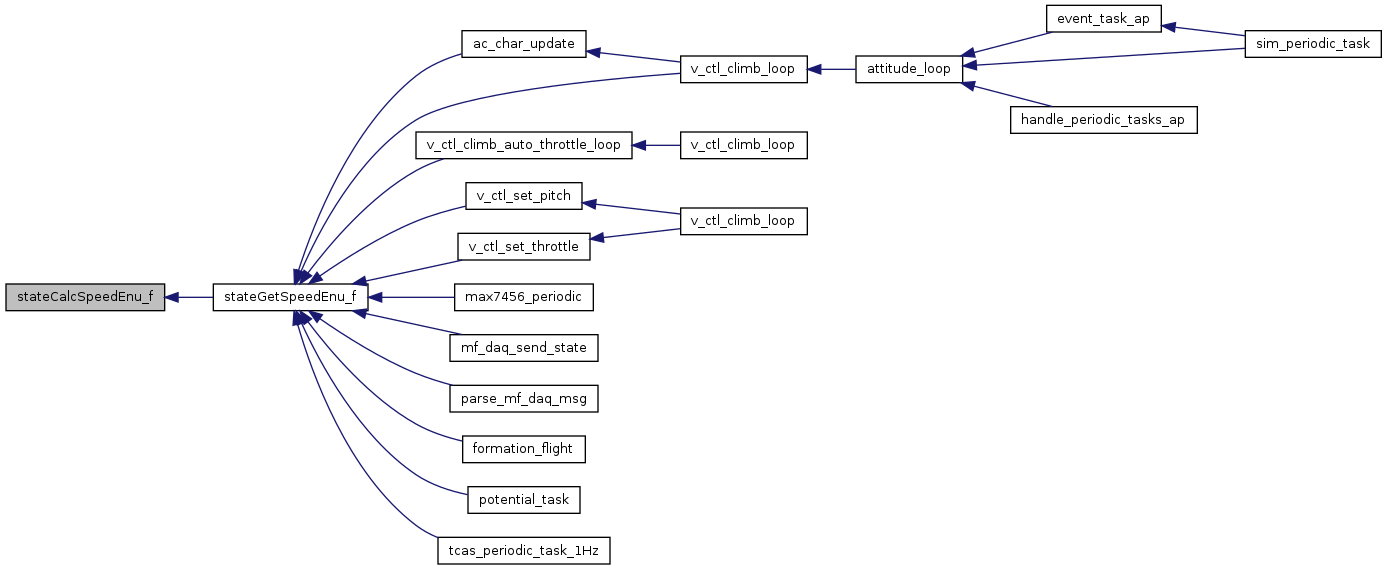 event_task_ap
ac_char_update
sim_periodic_task
v_ctl_climb_loop
attitude_loop
handle_periodic_tasks_ap
v_ctl_climb_auto_throttle_loop
v_ctl_climb_loop
v_ctl_set_pitch
v_ctl_climb_loop
v_ctl_set_throttle
stateCalcSpeedEnu_f
stateGetSpeedEnu_f
max7456_periodic
mf_daq_send_state
parse_mf_daq_msg
formation_flight
potential_task
tcas_periodic_task_1Hz